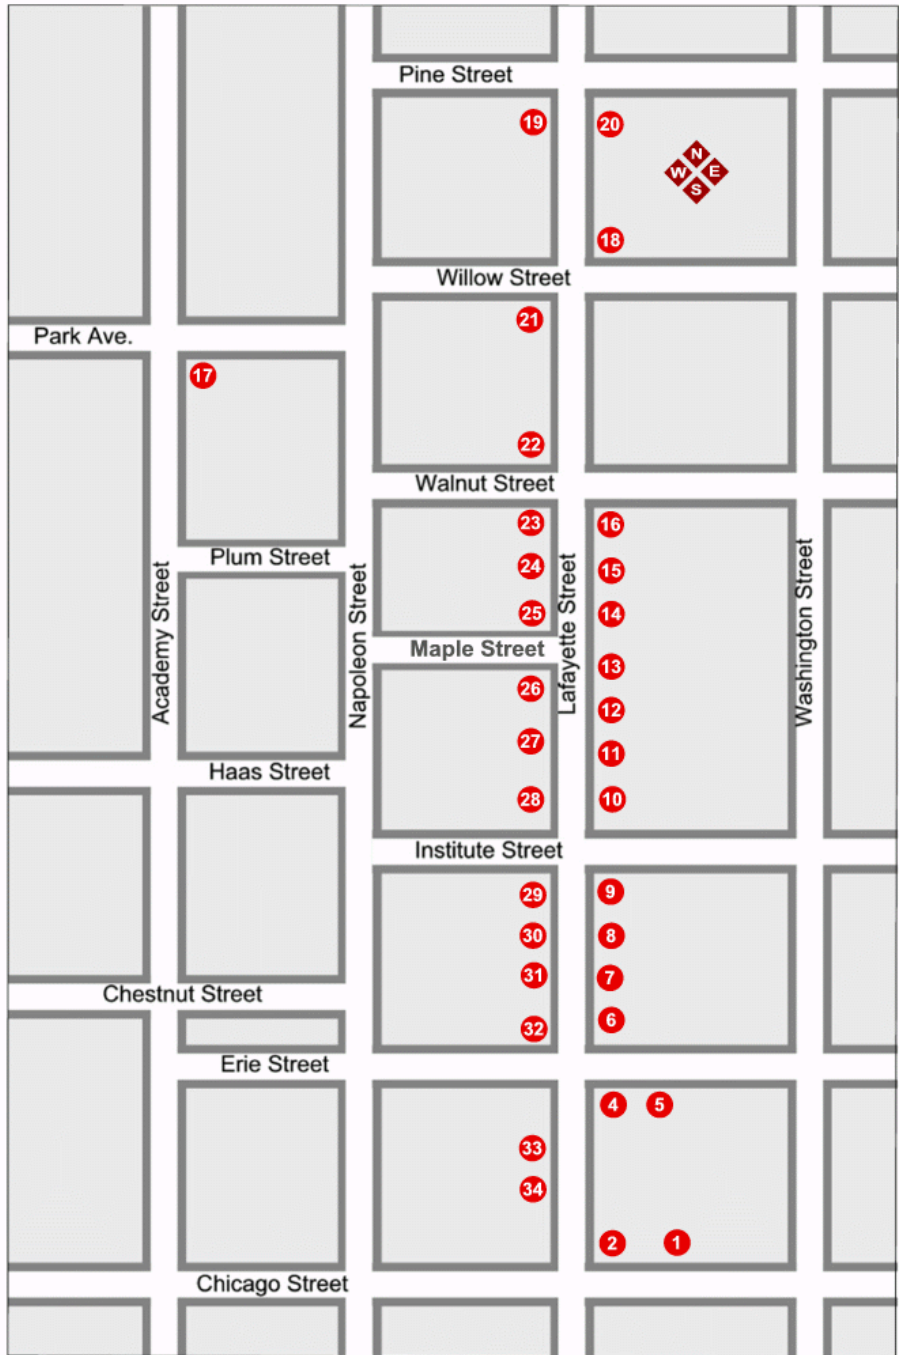 Pine Street
19
20
N
W E
S
18
Willow Street
21
Park Ave.
17
22
Walnut Street
23
16
Plum Street
24
15
25
14
Academy Street
Napoleon Street
Lafayette Street
Washington Street
Maple Street
13
26
12
27
11
Haas Street
28
10
Institute Street
29
9
30
8
31
7
Chestnut Street
32
6
Erie Street
4
5
33
34
2
1
Chicago Street